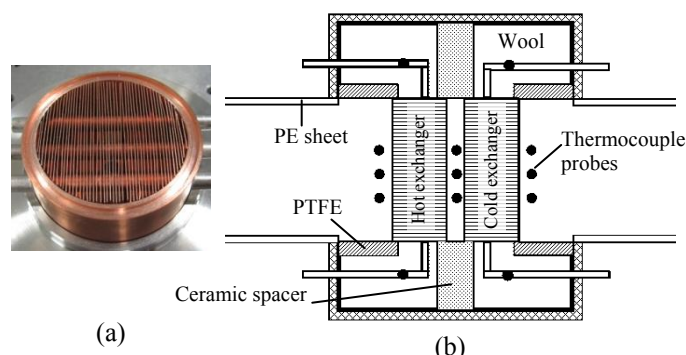 Wool
PE sheet
Hot exchanger
Cold exchanger
Thermocouple
probes
PTFE
Ceramic spacer
(a)
(b)